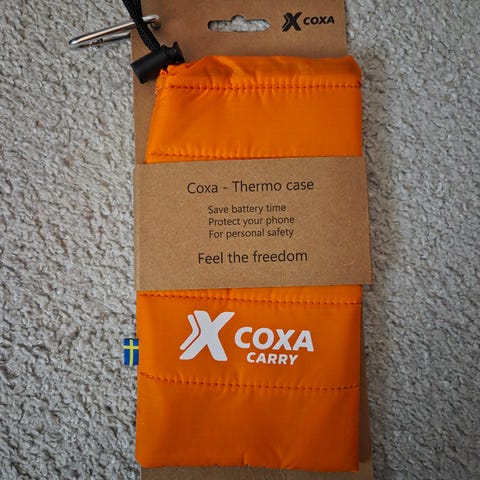 COXA
Coxa - Thermo case
Save battery time
Protect your phone
For personal safety
Feel the freedom
COXA
CARRY